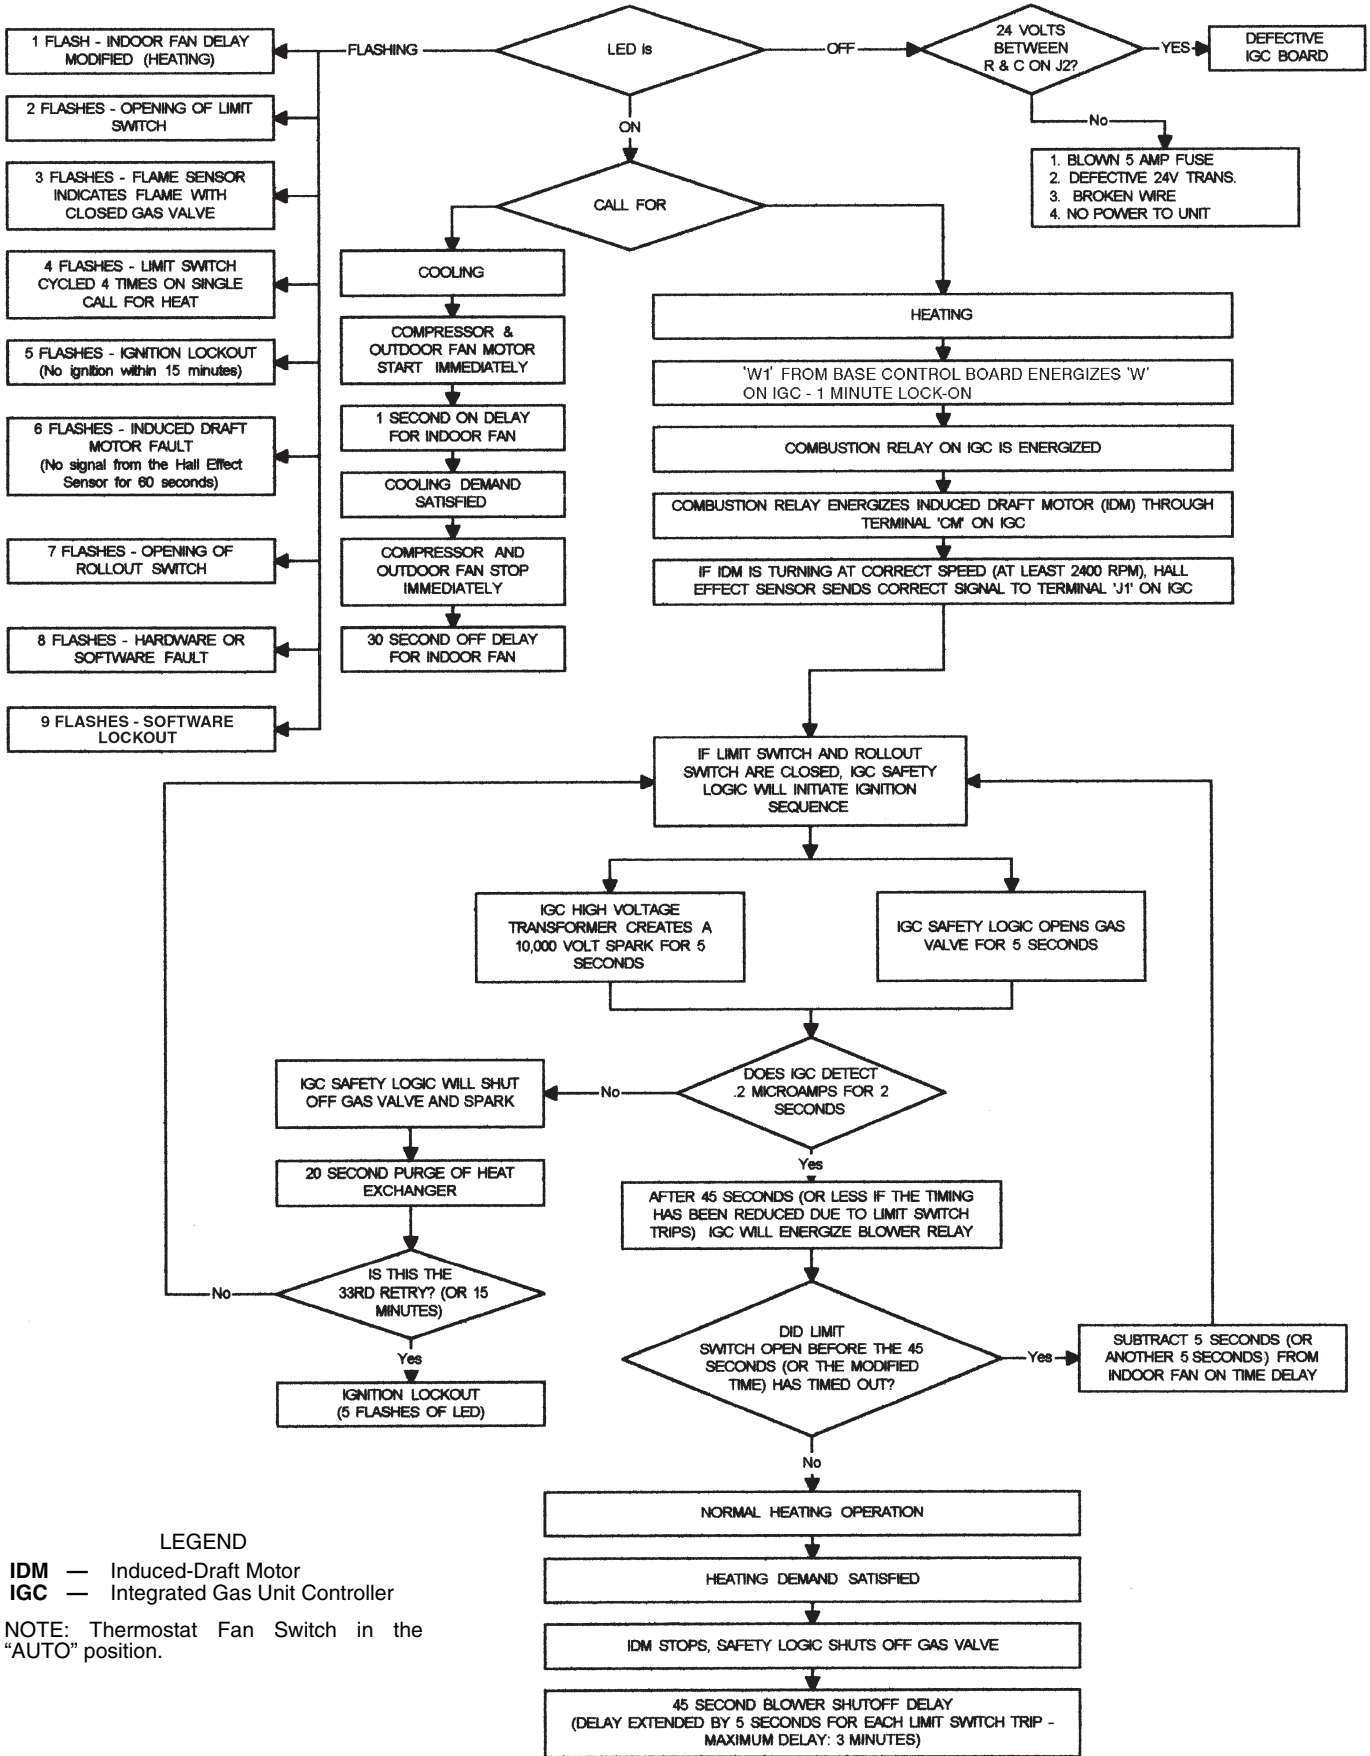 LED is
FLASHING
OFF
ON
1 FLASH - INDOOR FAN DELAY
MODIFIED (HEATING)
2 FLASHES - OPENING OF LIMIT
SWITCH
3 FLASHES - FLAME SENSOR
INDICATES FLAME WITH
CLOSED GAS VALVE
4 FLASHES - LIMIT SWITCH
CYCLED 4 TIMES ON SINGLE
CALL FOR HEAT
5 FLASHES - IGNITION LOCKOUT
(No ignition within 15 minutes)
6 FLASHES - INDUCED DRAFT
MOTOR FAULT
(No signal from the Hall Effect
Sensor for 60 seconds)
7 FLASHES - OPENING OF
ROLLOUT SWITCH
8 FLASHES - HARDWARE OR
SOFTWARE FAULT
9 FLASHES - SOFTWARE
LOCKOUT
24 VOLTS
BETWEEN
R & C ON J2?
YES
DEFECTIVE
IGC BOARD
No
1. BLOWN 5 AMP FUSE
2. DEFECTIVE 24V TRANS.
3. BROKEN WIRE
4. NO POWER TO UNIT
CALL FOR
COOLING
COMPRESSOR &
OUTDOOR FAN MOTOR
START IMMEDIATELY
1 SECOND ON DELAY
FOR INDOOR FAN
COOLING DEMAND
SATISFIED
COMPRESSOR AND
OUTDOOR FAN STOP
IMMEDIATELY
30 SECOND OFF DELAY
FOR INDOOR FAN
HEATING
'W1' FROM BASE CONTROL BOARD ENERGIZES 'W'
ON IGC - 1 MINUTE LOCK-ON
COMBUSTION RELAY ON IGC IS ENERGIZED
COMBUSTION RELAY ENERGIZES INDUCED DRAFT MOTOR (IDM) THROUGH
TERMINAL 'CM' ON IGC
IF IDM IS TURNING AT CORRECT SPEED (AT LEAST 2400 RPM), HALL
EFFECT SENSOR SENDS CORRECT SIGNAL TO TERMINAL 'J1' ON IGC
IF LIMIT SWITCH AND ROLLOUT
SWITCH ARE CLOSED, IGC SAFETY
LOGIC WILL INITIATE IGNITION
SEQUENCE
IGC HIGH VOLTAGE
TRANSFORMER CREATES A
10,000 VOLT SPARK FOR 5
SECONDS
IGC SAFETY LOGIC OPENS GAS
VALVE FOR 5 SECONDS
DOES IGC DETECT
.2 MICROAMPS FOR 2
SECONDS
No
IGC SAFETY LOGIC WILL SHUT
OFF GAS VALVE AND SPARK
20 SECOND PURGE OF HEAT
EXCHANGER
IS THIS THE
33RD RETRY? (OR 15
MINUTES)
No
Yes
IGNITION LOCKOUT
(5 FLASHES OF LED)
Yes
AFTER 45 SECONDS (OR LESS IF THE TIMING
HAS BEEN REDUCED DUE TO LIMIT SWITCH
TRIPS) IGC WILL ENERGIZE BLOWER RELAY
DID LIMIT
SWITCH OPEN BEFORE THE 45
SECONDS (OR THE MODIFIED
TIME) HAS TIMED OUT?
Yes
SUBTRACT 5 SECONDS (OR
ANOTHER 5 SECONDS) FROM
INDOOR FAN ON TIME DELAY
No
NORMAL HEATING OPERATION
HEATING DEMAND SATISFIED
IDM STOPS, SAFETY LOGIC SHUTS OFF GAS VALVE
45 SECOND BLOWER SHUTOFF DELAY
(DELAY EXTENDED BY 5 SECONDS FOR EACH LIMIT SWITCH TRIP -
MAXIMUM DELAY: 3 MINUTES)
LEGEND
IDM — Induced-Draft Motor
IGC — Integrated Gas Unit Controller
NOTE: Thermostat Fan Switch in the
“AUTO” position.